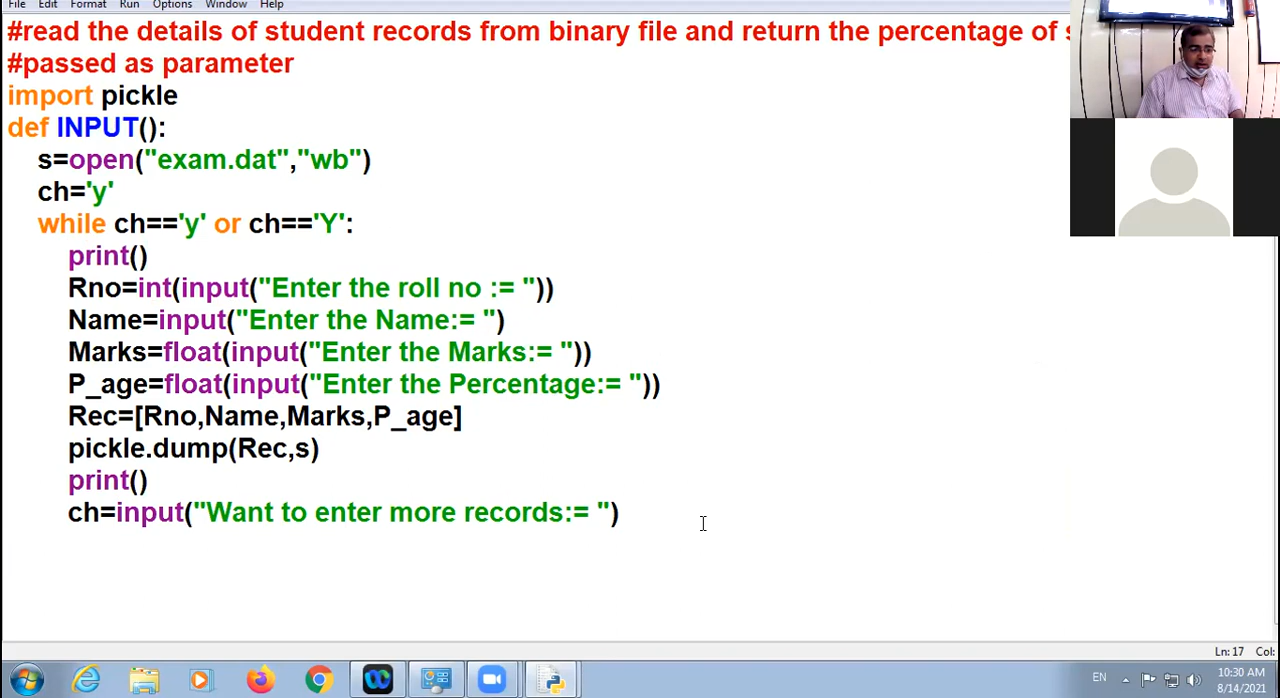 File Edit Format Run Options Window Help
#read the details of student records from binary file and return the percentage of
#passed as parameter
import pickle
def INPUT():
s=open("exam.dat","wb")
ch='y'
while ch=='y' or ch=='Y':
print()
Rno=int(input("Enter the roll no := "))
Name=input("Enter the Name:= ")
Marks=float(input("Enter the Marks:= "))
P_age=float(input("Enter the Percentage:= "))
Rec=[Rno,Name,Marks,P_age]
pickle.dump(Rec,s)
print()
ch=input("Want to enter more records:= ")
Ln: 17 Col:
EN
10:30 AM
8/14/2021